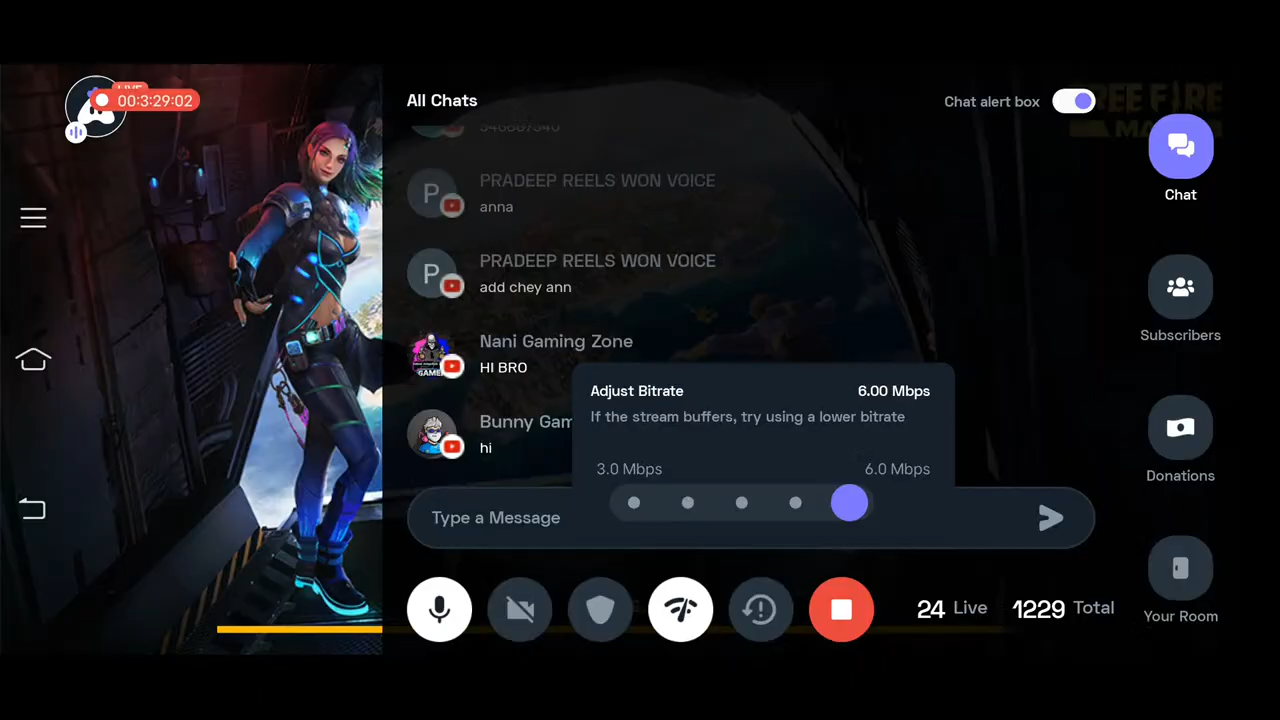 LIVE
00:3:29:02
All Chats
Chat alert box
Chat
PRADEEP REELS WON VOICE
anna
PRADEEP REELS WON VOICE
add chey ann
Nani Gaming Zone
HI BRO
Bunny Gam
hi
Adjust Bitrate
6.00 Mbps
If the stream buffers, try using a lower bitrate
3.0 Mbps
6.0 Mbps
Type a Message
Subscribers
Donations
Your Room
24 Live
1229 Total